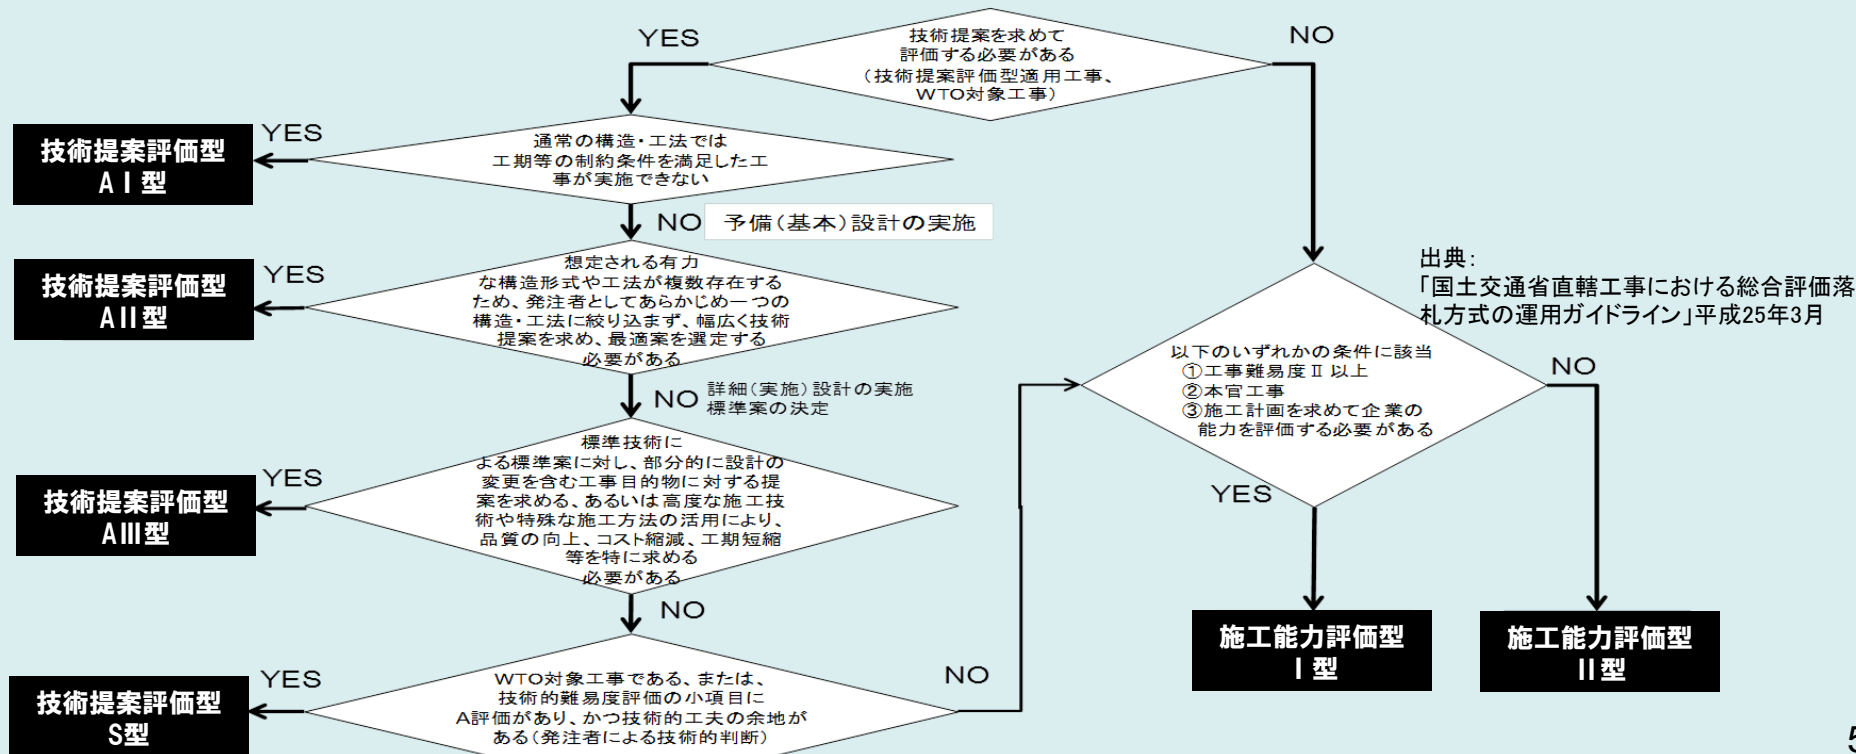 技術提案を求めて
評価する必要がある
(技術提案評価型適用工事、
WTO対象工事)
YES
NO
通常の構造・工法では
工期等の制約条件を満足した工
事が実施できない
YES
技術提案評価型
AⅠ型
NO
予備(基本)設計の実施
想定される有力
な構造形式や工法が複数存在する
ため、発注者としてあらかじめ一つの
構造・工法に絞り込まず、幅広く技術
提案を求め、最適案を選定する
必要がある
YES
技術提案評価型
AⅡ型
NO
詳細(実施)設計の実施
標準案の決定
標準技術に
よる標準案に対し、部分的に設計の
変更を含む工事目的物に対する提
案を求める、あるいは高度な施工技
術や特殊な施工方法の活用により、
品質の向上、コスト縮減、工期短縮
等を特に求める
必要がある
YES
技術提案評価型
AⅢ型
NO
WTO対象工事である、または、
技術的難易度評価の小項目に
A評価があり、かつ技術的工夫の余地が
ある(発注者による技術的判断)
YES
技術提案評価型
S型
NO
出典:
「国土交通省直轄工事における総合評価落
札方式の運用ガイドライン」平成25年3月
以下のいずれかの条件に該当
①工事難易度Ⅱ以上
②本官工事
③施工計画を求めて企業の
能力を評価する必要がある
YES
NO
施工能力評価型
Ⅰ型
施工能力評価型
Ⅱ型
5